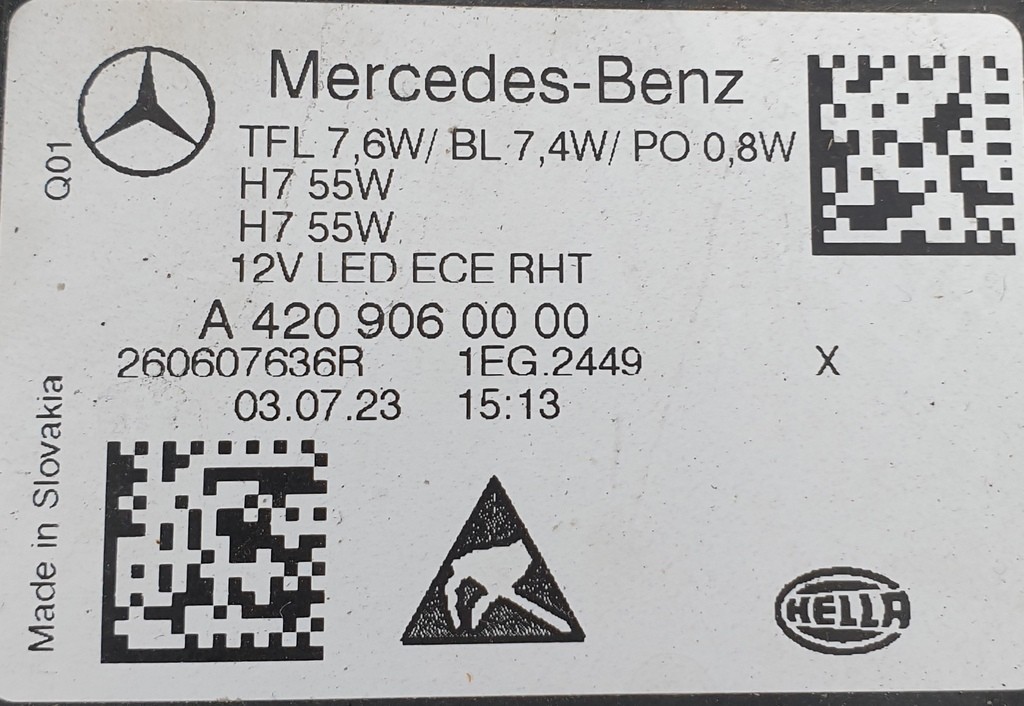 Mercedes-Benz
TFL 7,6W/ BL 7,4W/ PO 0,8W
H7 55W
H7 55W
12V LED ECE RHT
A 420 906 00 00
260607636R 1EG.2449 X
03.07.23 15:13
Q01
Made in Slovakia
HELLA